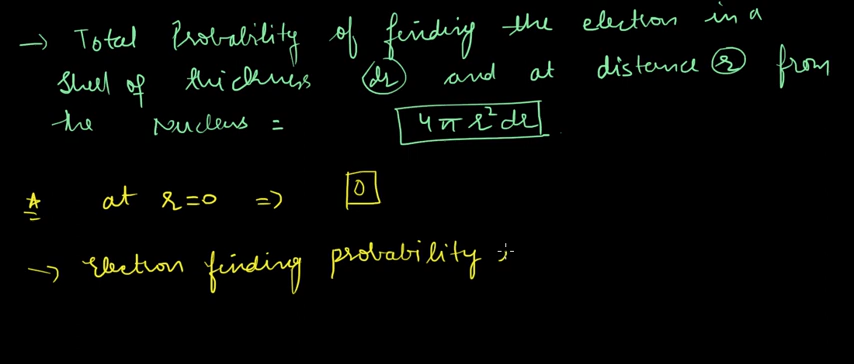 → Total Probability of finding the electron in a
shell of thickness dr and at distance r from
the Nucleus = 4πr²dr
* at r=0 => 0
→ Electron finding probability :